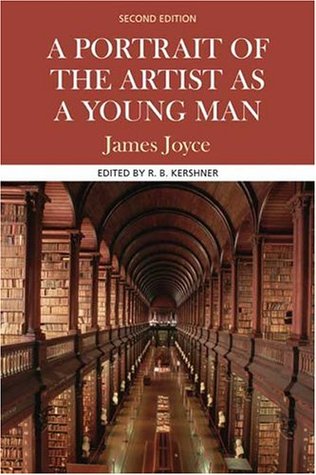 SECOND EDITION
A PORTRAIT OF
THE ARTIST AS
A YOUNG MAN
James Joyce
EDITED BY R. B. KERSHNER